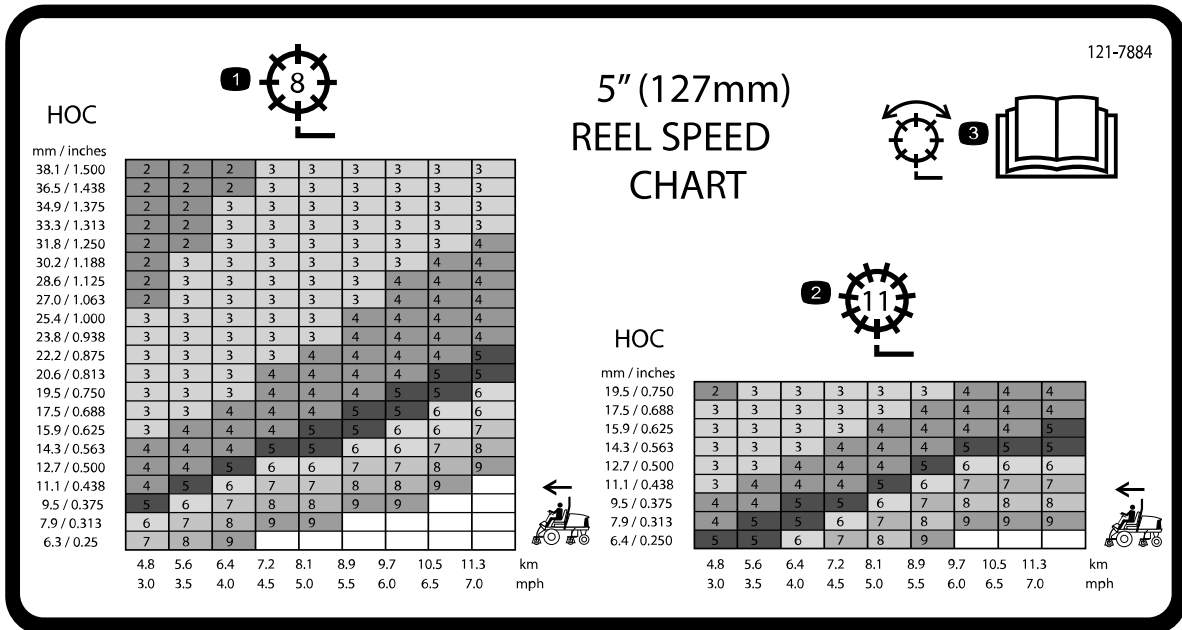 121-7884
5" (127mm)
REEL SPEED
CHART
1
8
3
HOC
mm / inches
38.1 / 1.500 2 2 2 3 3 3 3 3 3
36.5 / 1.438 2 2 2 3 3 3 3 3 3
34.9 / 1.375 2 2 3 3 3 3 3 3 3
33.3 / 1.313 2 2 3 3 3 3 3 3 3
31.8 / 1.250 2 2 3 3 3 3 3 3 4
30.2 / 1.188 2 3 3 3 3 3 3 4 4
28.6 / 1.125 2 3 3 3 3 3 4 4 4
27.0 / 1.063 2 3 3 3 3 3 4 4 4
25.4 / 1.000 3 3 3 3 3 4 4 4 4
23.8 / 0.938 3 3 3 3 3 4 4 4 4
22.2 / 0.875 3 3 3 3 4 4 4 4 5
20.6 / 0.813 3 3 3 4 4 4 4 5 5
19.5 / 0.750 3 3 3 4 4 4 5 5 6
17.5 / 0.688 3 3 4 4 4 5 5 6 6
15.9 / 0.625 3 4 4 4 5 5 6 6 7
14.3 / 0.563 4 4 4 5 5 6 6 7 8
12.7 / 0.500 4 4 5 6 6 7 7 8 9
11.1 / 0.438 4 5 6 7 7 8 8 9
9.5 / 0.375 5 6 7 8 8 9 9
7.9 / 0.313 6 7 8 9 9
6.3 / 0.25 7 8 9
4.8 5.6 6.4 7.2 8.1 8.9 9.7 10.5 11.3 km
3.0 3.5 4.0 4.5 5.0 5.5 6.0 6.5 7.0 mph
2
11
HOC
mm / inches
19.5 / 0.750 2 3 3 3 3 3 4 4 4
17.5 / 0.688 3 3 3 3 3 4 4 4 4
15.9 / 0.625 3 3 3 3 4 4 4 4 5
14.3 / 0.563 3 3 3 4 4 4 5 5 5
12.7 / 0.500 3 3 4 4 4 5 6 6 6
11.1 / 0.438 3 4 4 4 5 6 7 7 7
9.5 / 0.375 4 4 5 5 6 7 8 8 8
7.9 / 0.313 4 5 5 6 7 8 9 9 9
6.4 / 0.250 5 5 6 7 8 9
4.8 5.6 6.4 7.2 8.1 8.9 9.7 10.5 11.3 km
3.0 3.5 4.0 4.5 5.0 5.5 6.0 6.5 7.0 mph